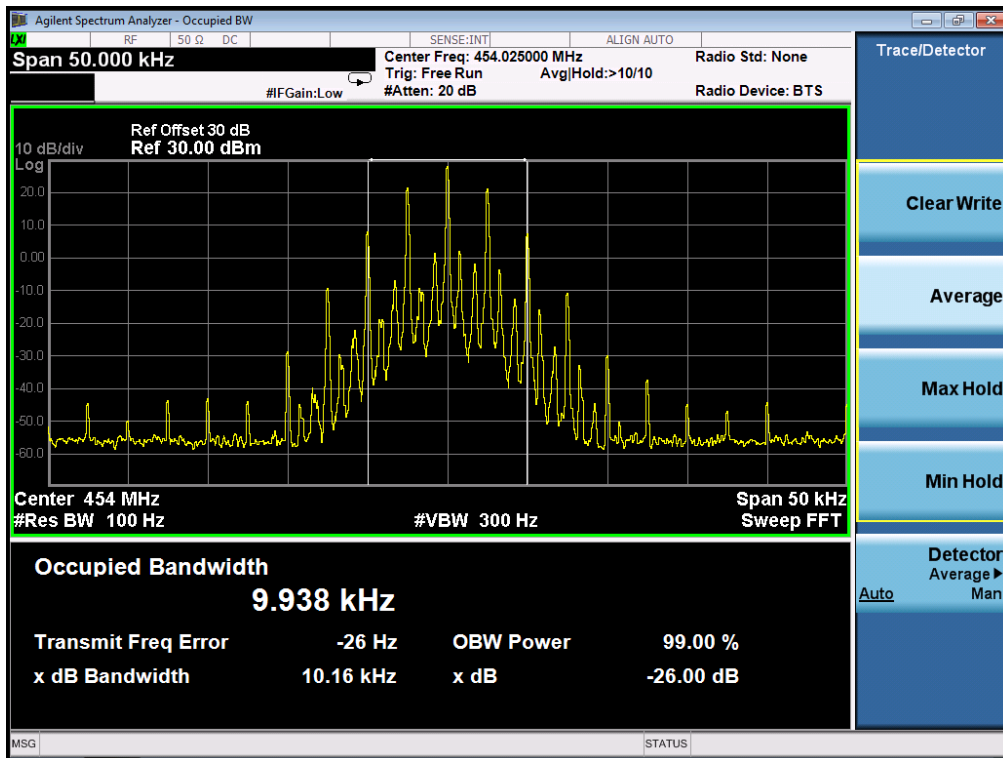 Agilent Spectrum Analyzer - Occupied BW
LXI RF 50 Ω DC SENSE:INT ALIGN AUTO
Span 50.000 kHz
Center Freq: 454.025000 MHz Radio Std: None
Trig: Free Run Avg|Hold:>10/10
#IFGain:Low #Atten: 20 dB Radio Device: BTS
Ref Offset 30 dB
10 dB/div Ref 30.00 dBm
Log
20.0
10.0
0.00
-10.0
-20.0
-30.0
-40.0
-50.0
-60.0
Center 454 MHz Span 50 kHz
#Res BW 100 Hz #VBW 300 Hz Sweep FFT
Occupied Bandwidth
9.938 kHz
Transmit Freq Error -26 Hz OBW Power 99.00 %
x dB Bandwidth 10.16 kHz x dB -26.00 dB
MSG STATUS
Trace/Detector
Clear Write
Average
Max Hold
Min Hold
Detector
Average▶
Auto Man